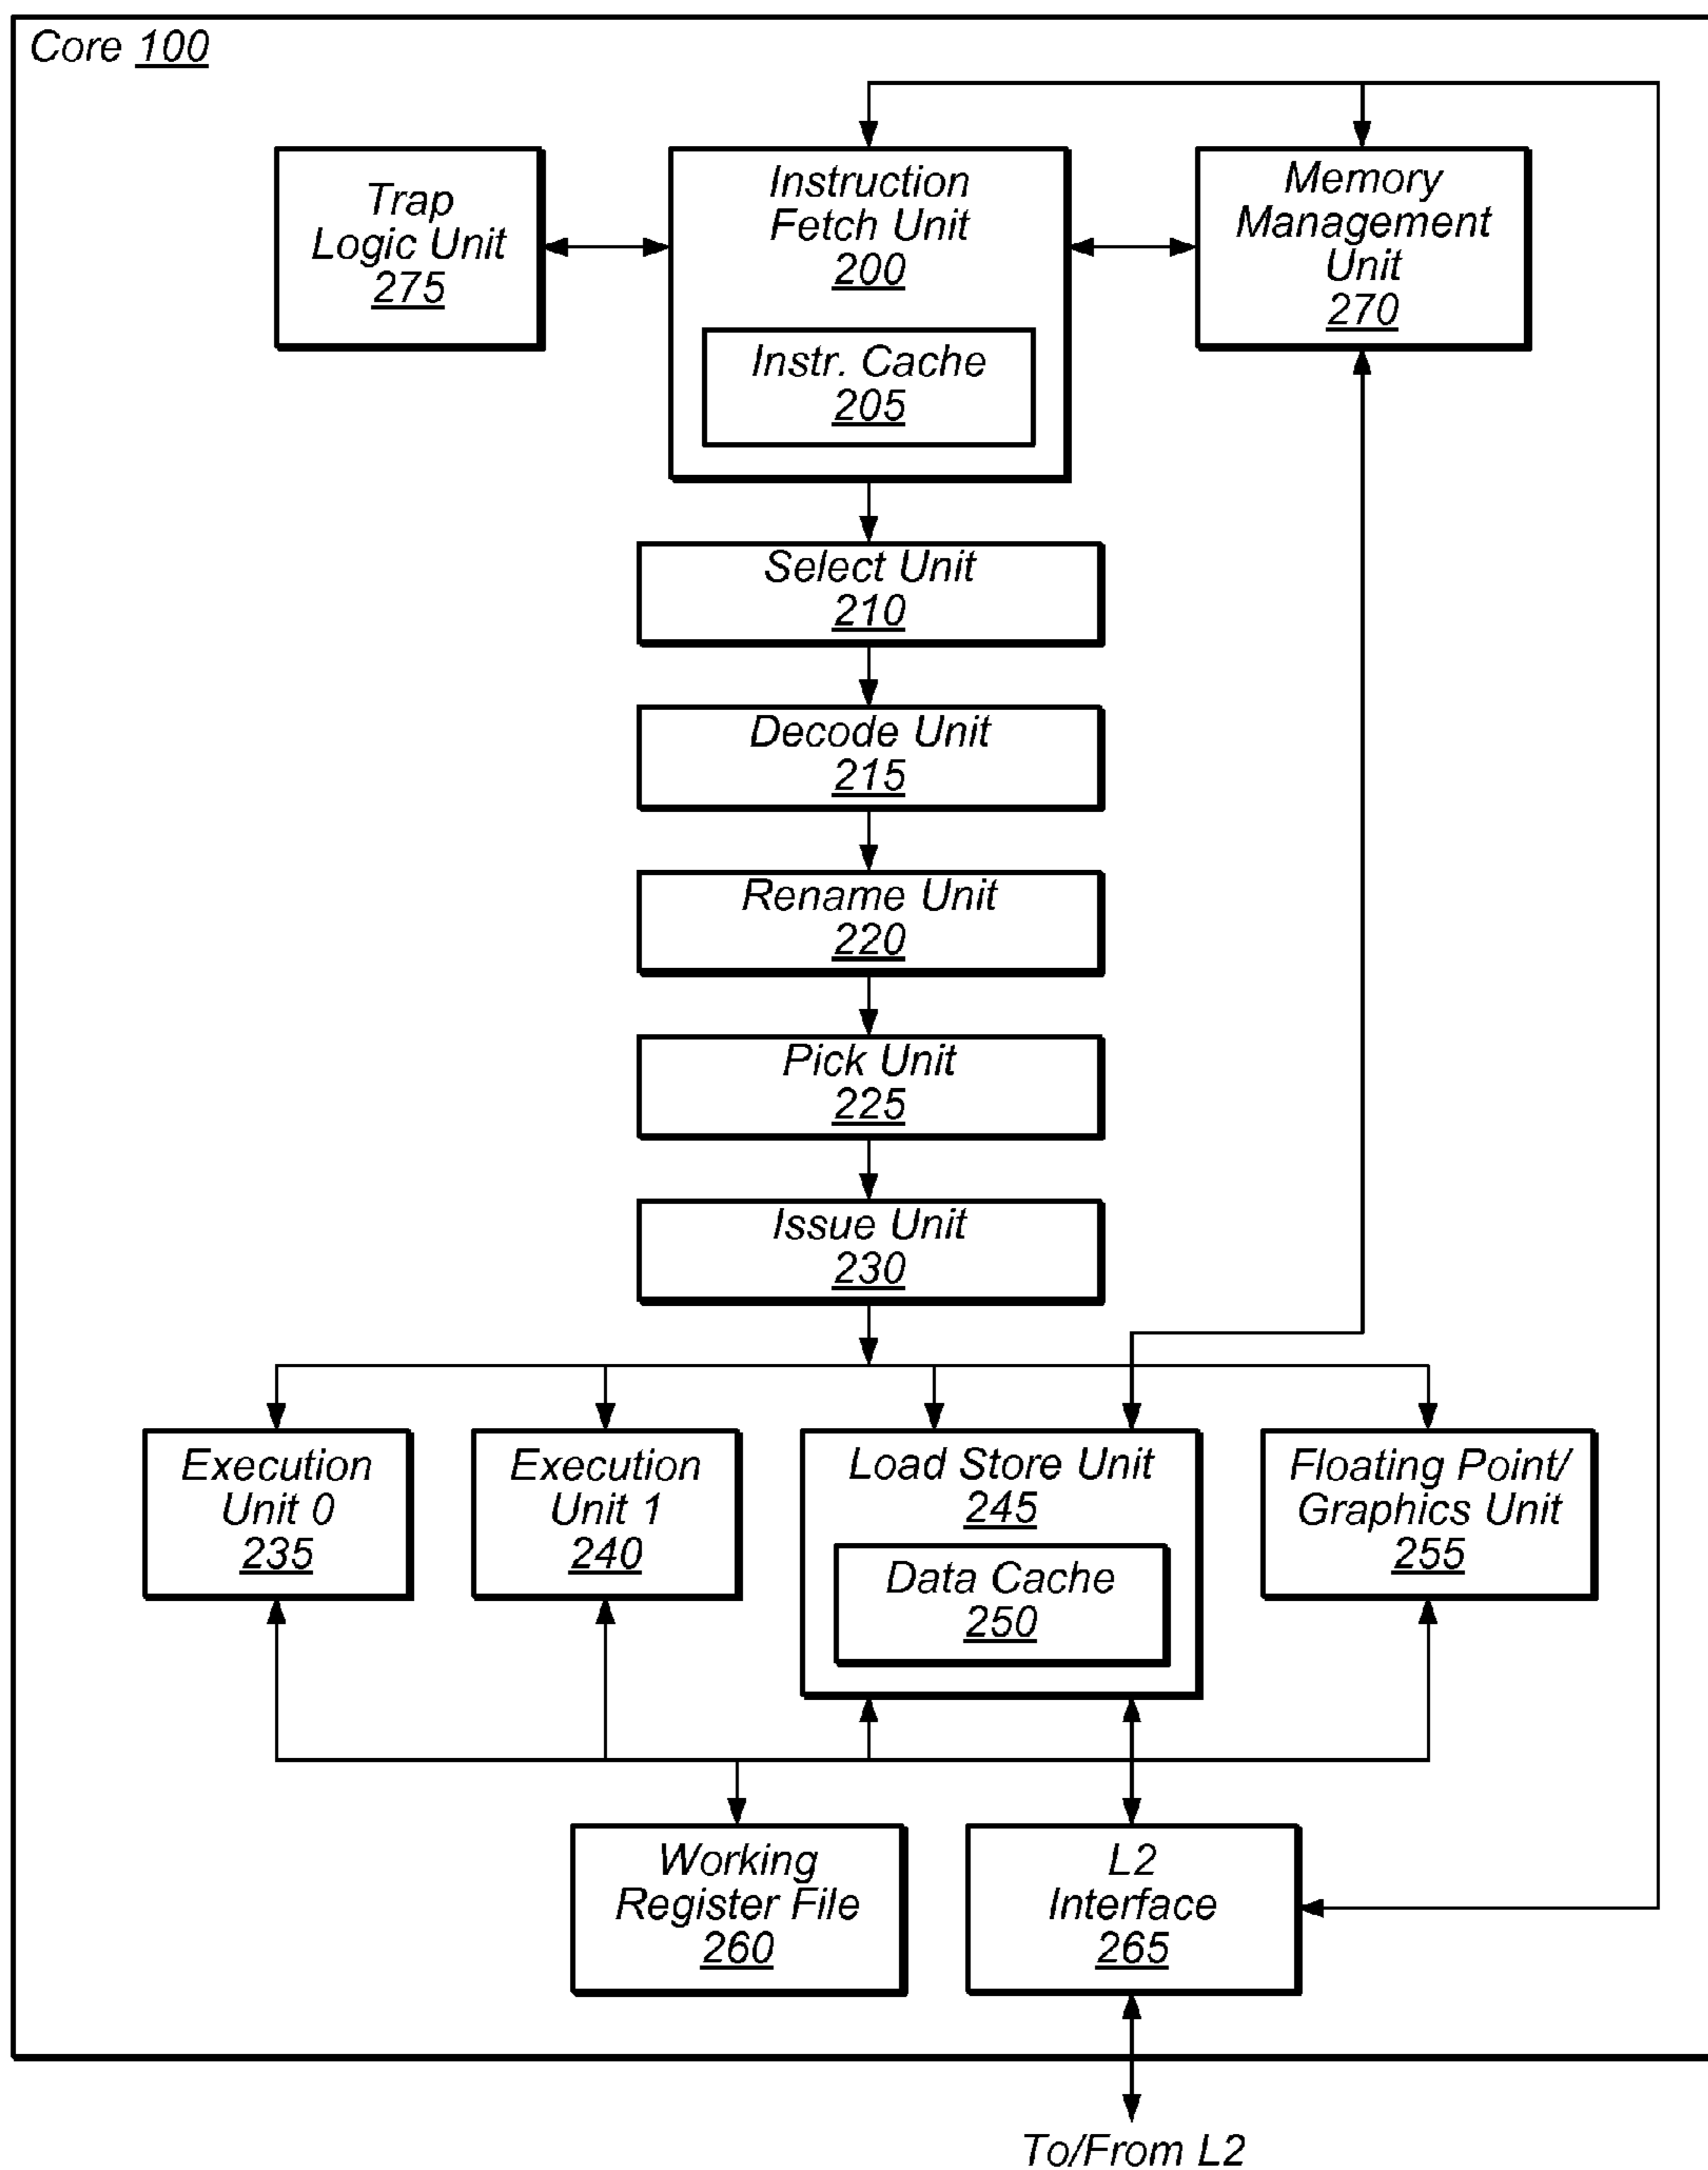 Core 100
Trap
Logic Unit
275
Instruction
Fetch Unit
200
Instr. Cache
205
Memory
Management
Unit
270
Select Unit
210
Decode Unit
215
Rename Unit
220
Pick Unit
225
Issue Unit
230
Execution
Unit 0
235
Execution
Unit 1
240
Load Store Unit
245
Data Cache
250
Floating Point/
Graphics Unit
255
Working
Register File
260
L2
Interface
265
To/From L2